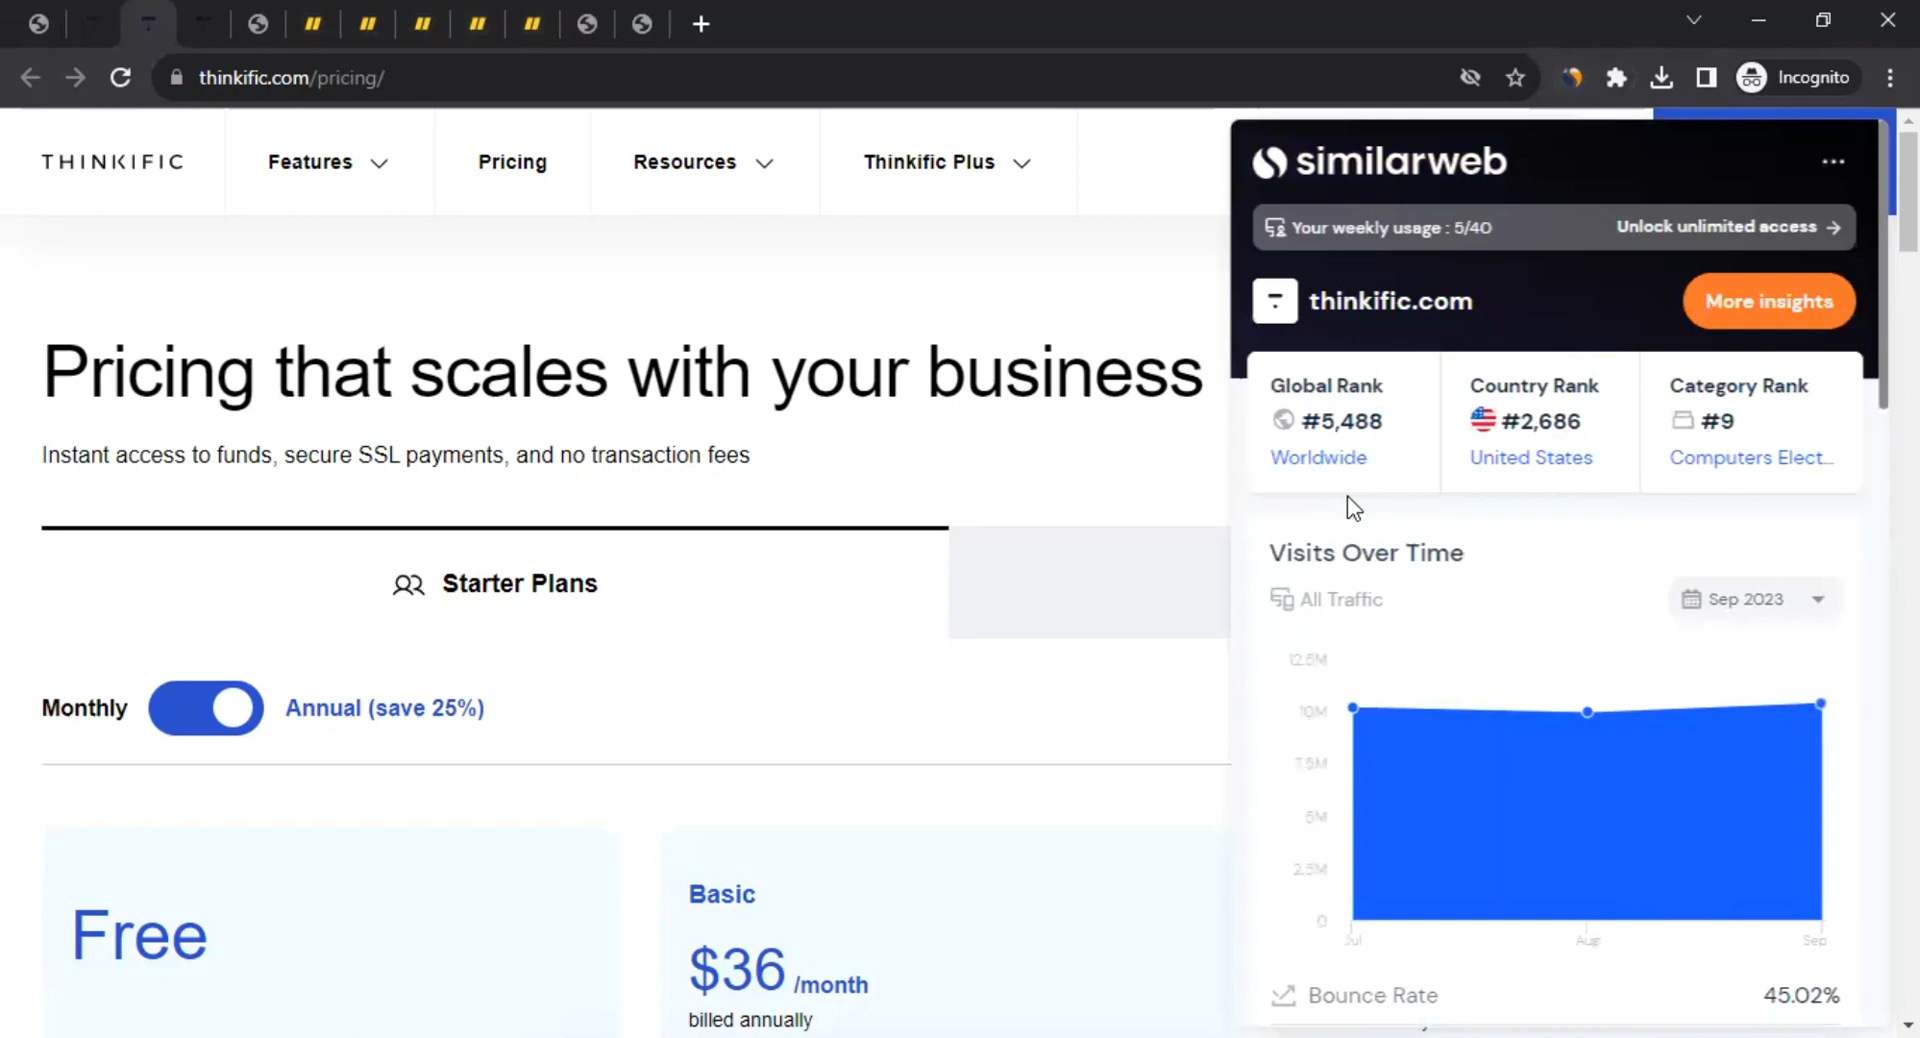 thinkific.com/pricing/
Incognito
THINKIFIC
Features
Pricing
Resources
Thinkific Plus
Pricing that scales with your business
Instant access to funds, secure SSL payments, and no transaction fees
Starter Plans
Monthly
Annual (save 25%)
Free
Basic
$36 /month
billed annually
similarweb
Your weekly usage : 5/40
Unlock unlimited access →
thinkific.com
More insights
Global Rank
#5,488
Worldwide
Country Rank
#2,686
United States
Category Rank
#9
Computers Elect...
Visits Over Time
All Traffic
Sep 2023
12.5M
10M
7.5M
5M
2.5M
0
Jul
Aug
Sep
Bounce Rate
45.02%